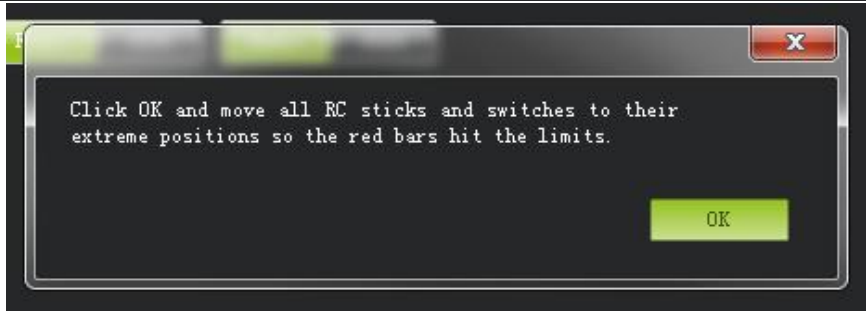 Click OK and move all RC sticks and switches to their
extreme positions so the red bars hit the limits.
OK